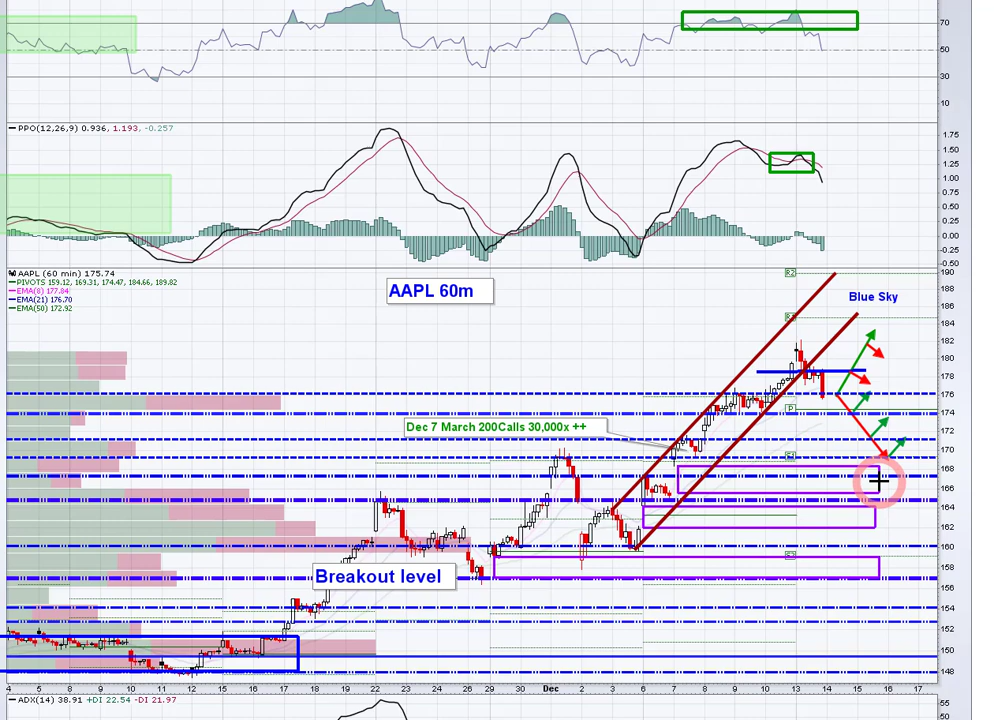 70
50
30
10
PPO(12,26,9) 0.936, 1.193, -0.257
1.75
1.50
1.25
1.00
0.75
0.50
0.25
0.00
-0.25
-0.50
AAPL (60 min) 175.74
PIVOTS 159.12, 169.31, 174.47, 184.66, 189.82
EMA(8) 177.84
EMA(21) 176.70
EMA(50) 172.92
AAPL 60m
R2
Blue Sky
190
188
186
184
182
180
178
176
174
172
170
168
166
164
162
160
158
156
154
152
150
148
P
Dec 7 March 200Calls 30,000x ++
Breakout level
4 5 8 9 10 11 12 15 16 17 18 19 22 23 24 26 29 30 Dec 2 3 6 7 8 9 10 13 14 15 16 17
ADX(14) 38.91 +DI 22.54 -DI 21.97
55
50